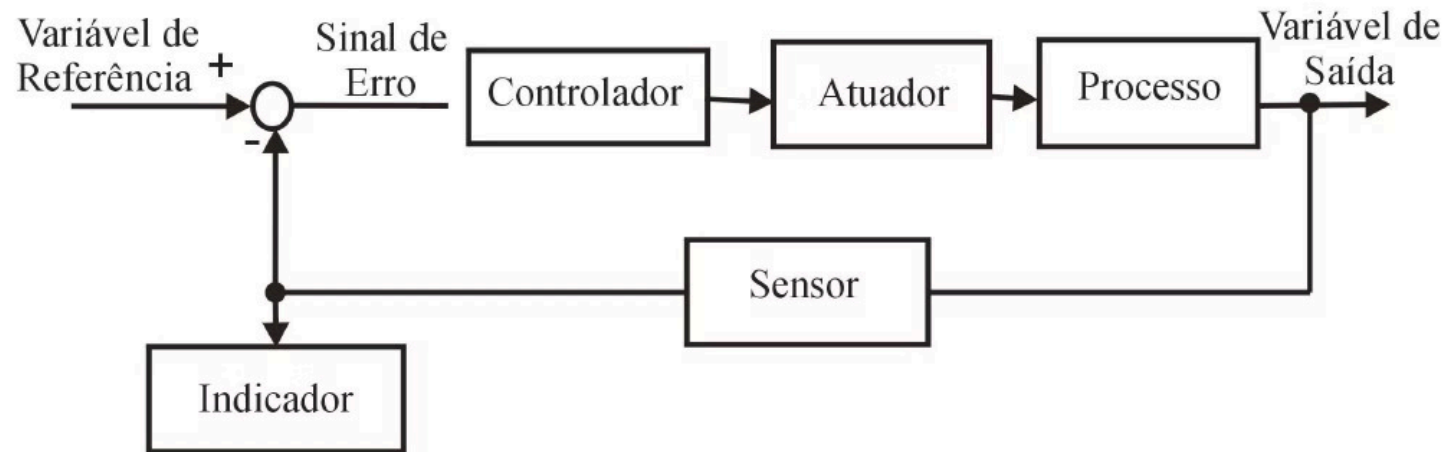 Variável de
Referência
+
-
Sinal de
Erro
Controlador
Atuador
Processo
Variável de
Saída
Sensor
Indicador